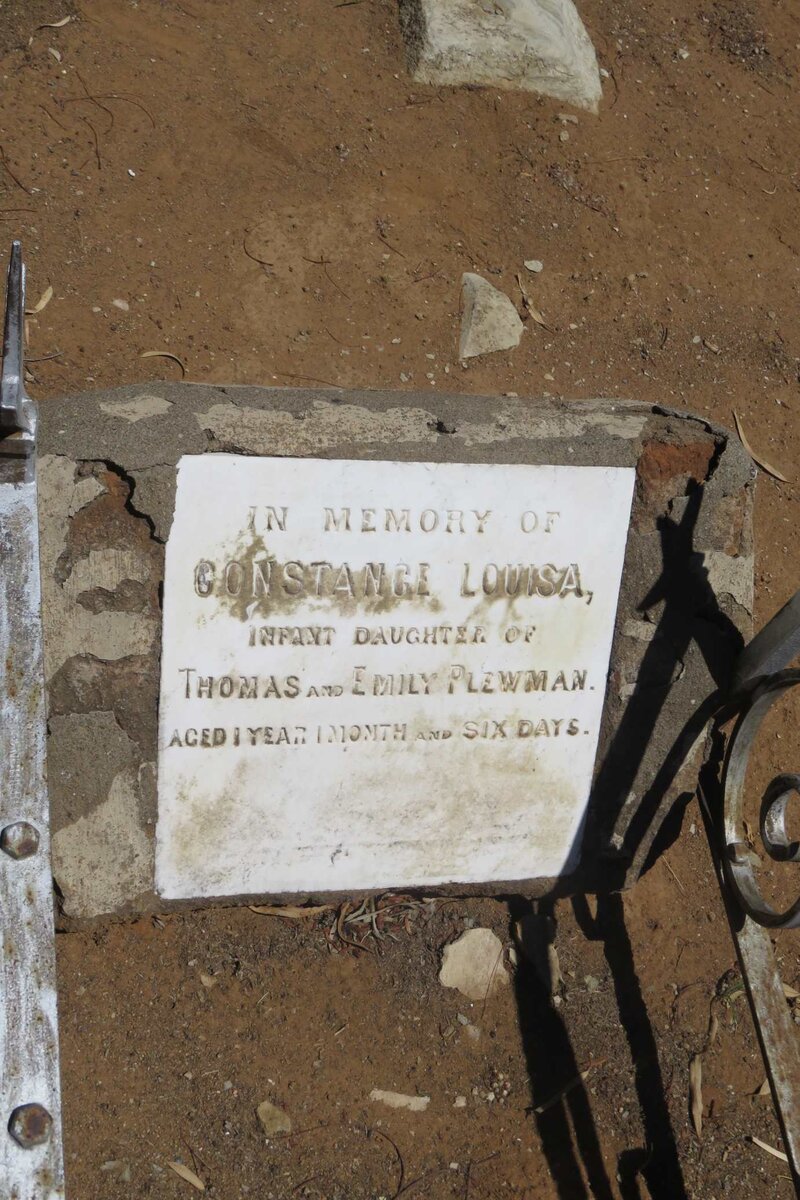 IN MEMORY OF
CONSTANCE LOUISA,
INFANT DAUGHTER OF
THOMAS AND EMILY PLEWMAN.
AGED 1 YEAR 1 MONTH AND SIX DAYS.